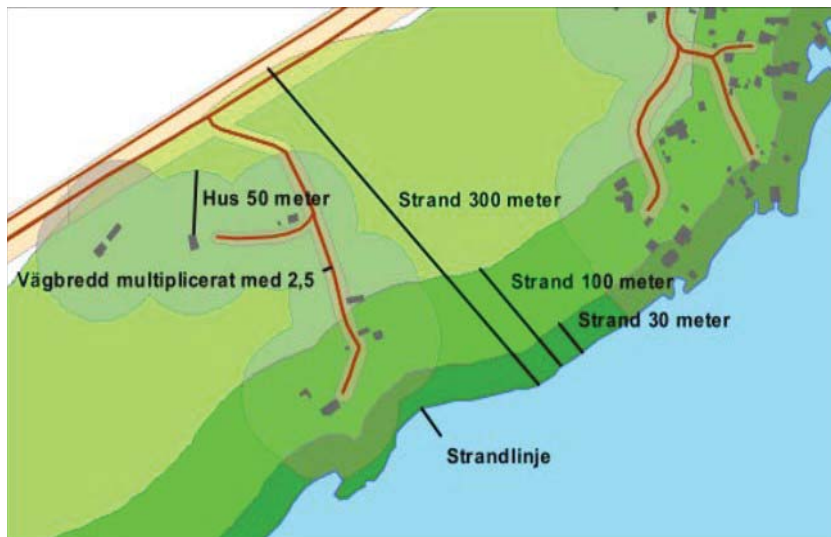 Hus 50 meter
Strand 300 meter
Vägbredd multiplicerat med 2,5
Strand 100 meter
Strand 30 meter
Strandlinje